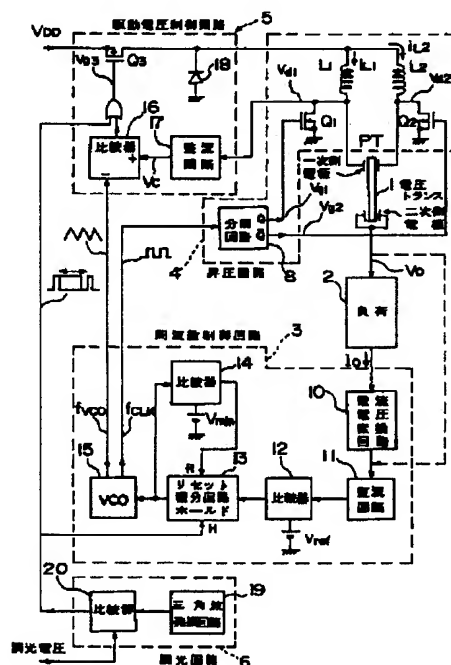 駆動電圧制御回路
5
VDD
VG3
Q3
18
16
比較器
+
−
17
整流
回路
Vc
Vd1
L1
iL1
iL2
L2
Vd2
Q1
Q2
PT
一次側
電極
1
電圧
トランス
二次側
電極
Vg1
Vg2
分周
回路
Q
Q̄
8
4
昇圧回路
Vo
2
負荷
Io
周波数制御回路
3
14
比較器
Vmin
10
電流
電圧
変換
回路
fVCO
fCLK
15
VCO
R
13
リセット
積分回路
ホールド
H
12
比較器
Vref
11
整流
回路
20
比較器
19
三角波
発振回路
調光電圧
調光回路
6